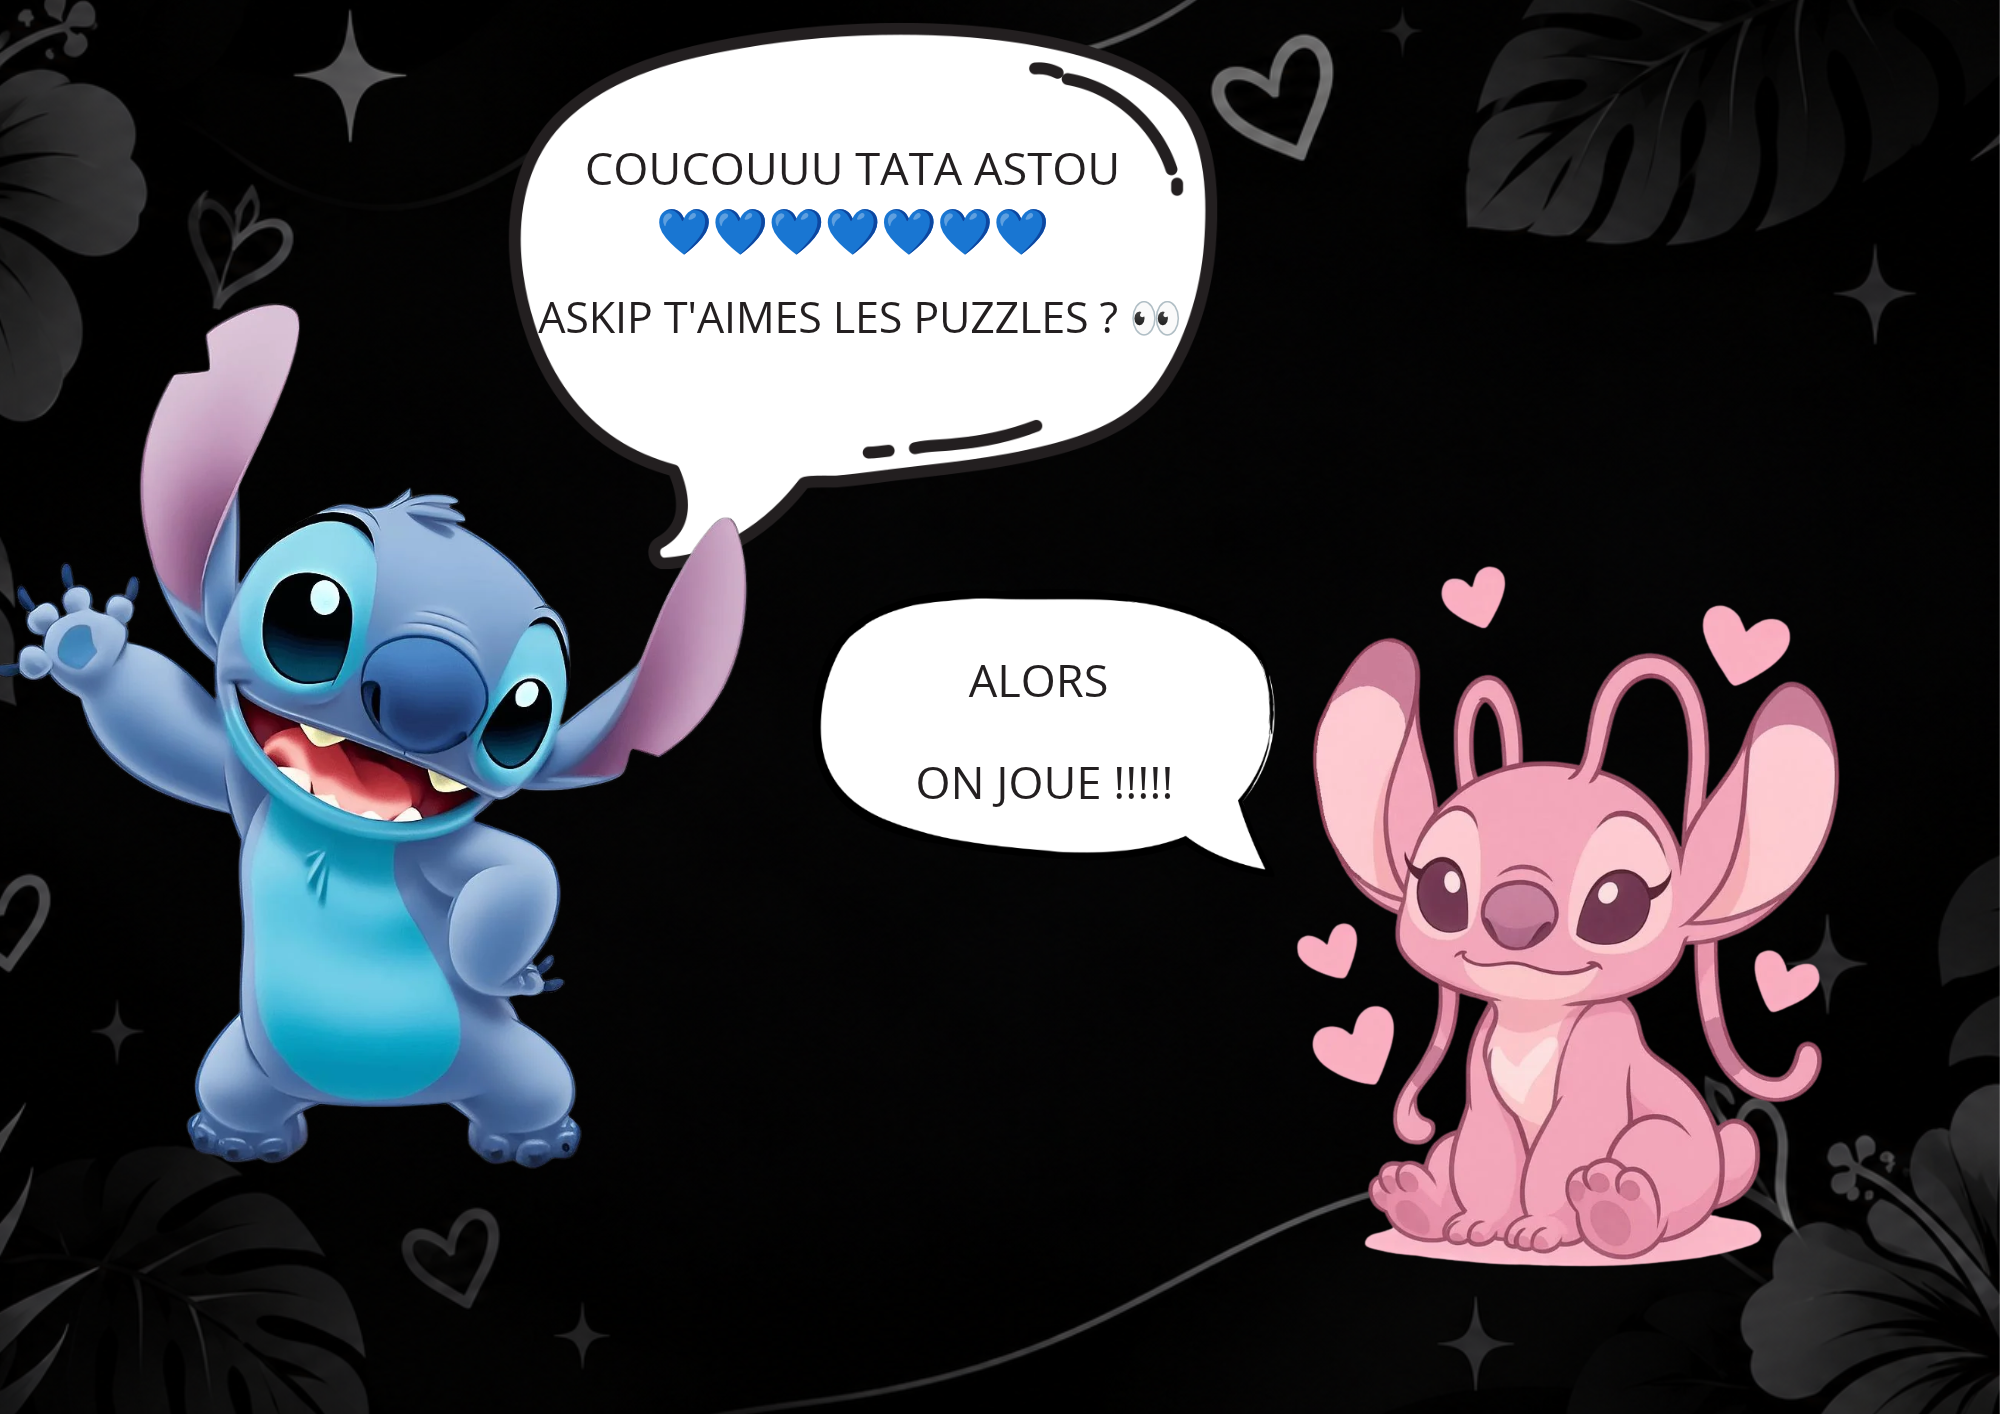 COUCOUUU TATA ASTOU
💙💙💙💙💙💙💙
ASKIP T'AIMES LES PUZZLES ? 👀
ALORS
ON JOUE !!!!!